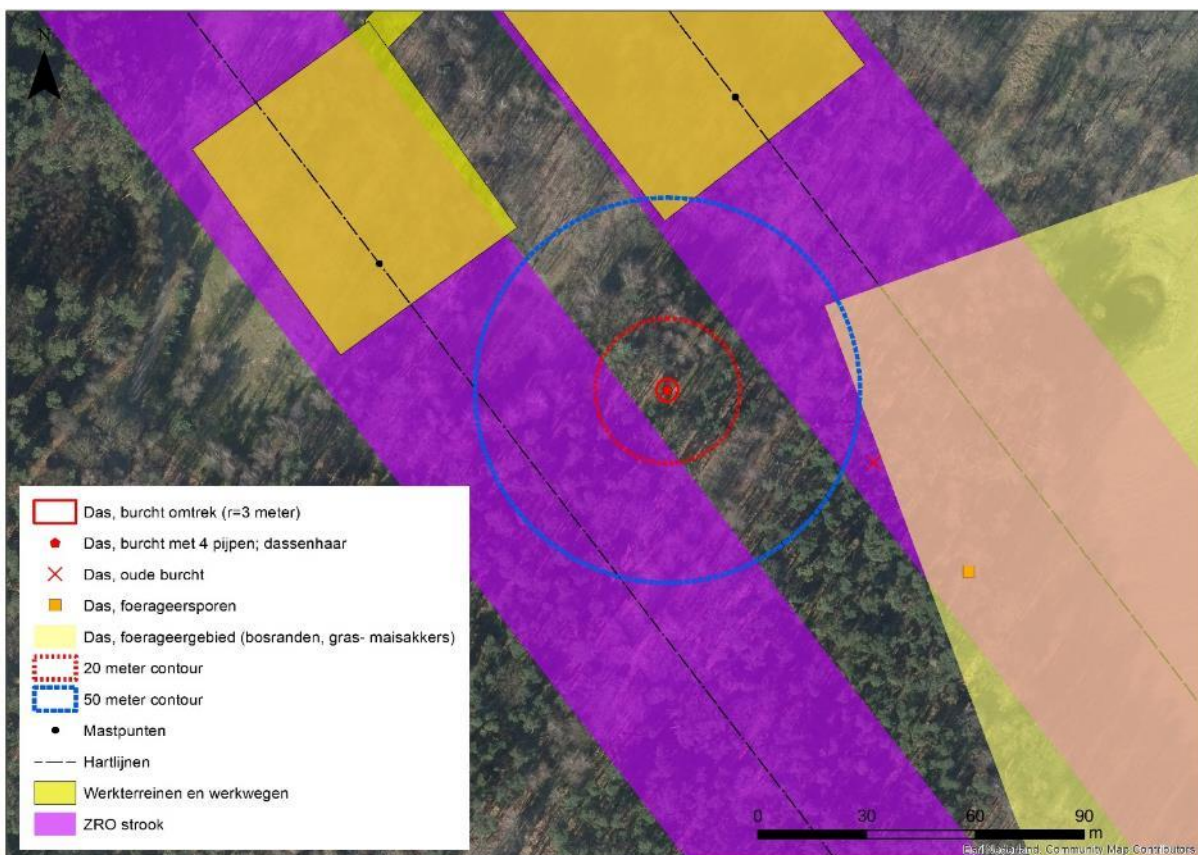 N
Das, burcht omtrek (r=3 meter)
Das, burcht met 4 pijpen; dassenhaar
Das, oude burcht
Das, foerageersporen
Das, foerageergebied (bosranden, gras- maisakkers)
20 meter contour
50 meter contour
Mastpunten
Hartlijnen
Werkterreinen en werkwegen
ZRO strook
0 30 60 90
m
Esri Nederland, Community Map Contributors